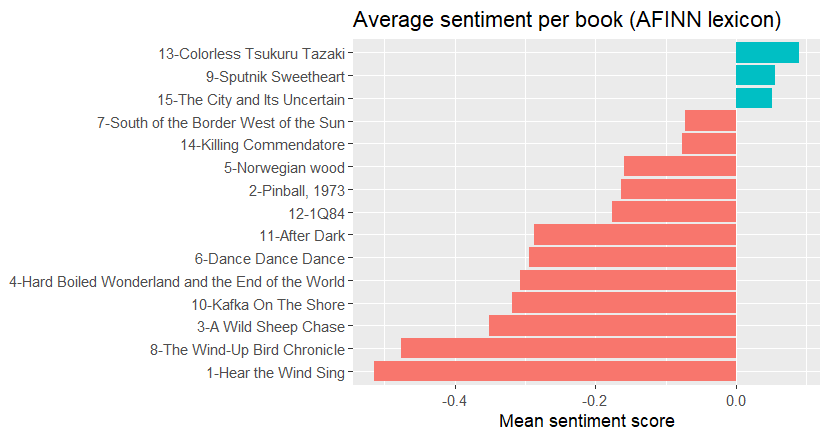 Average sentiment per book (AFINN lexicon)
13-Colorless Tsukuru Tazaki
9-Sputnik Sweetheart
15-The City and Its Uncertain
7-South of the Border West of the Sun
14-Killing Commendatore
5-Norwegian wood
2-Pinball, 1973
12-1Q84
11-After Dark
6-Dance Dance Dance
4-Hard Boiled Wonderland and the End of the World
10-Kafka On The Shore
3-A Wild Sheep Chase
8-The Wind-Up Bird Chronicle
1-Hear the Wind Sing
-0.4 -0.2 0.0
Mean sentiment score